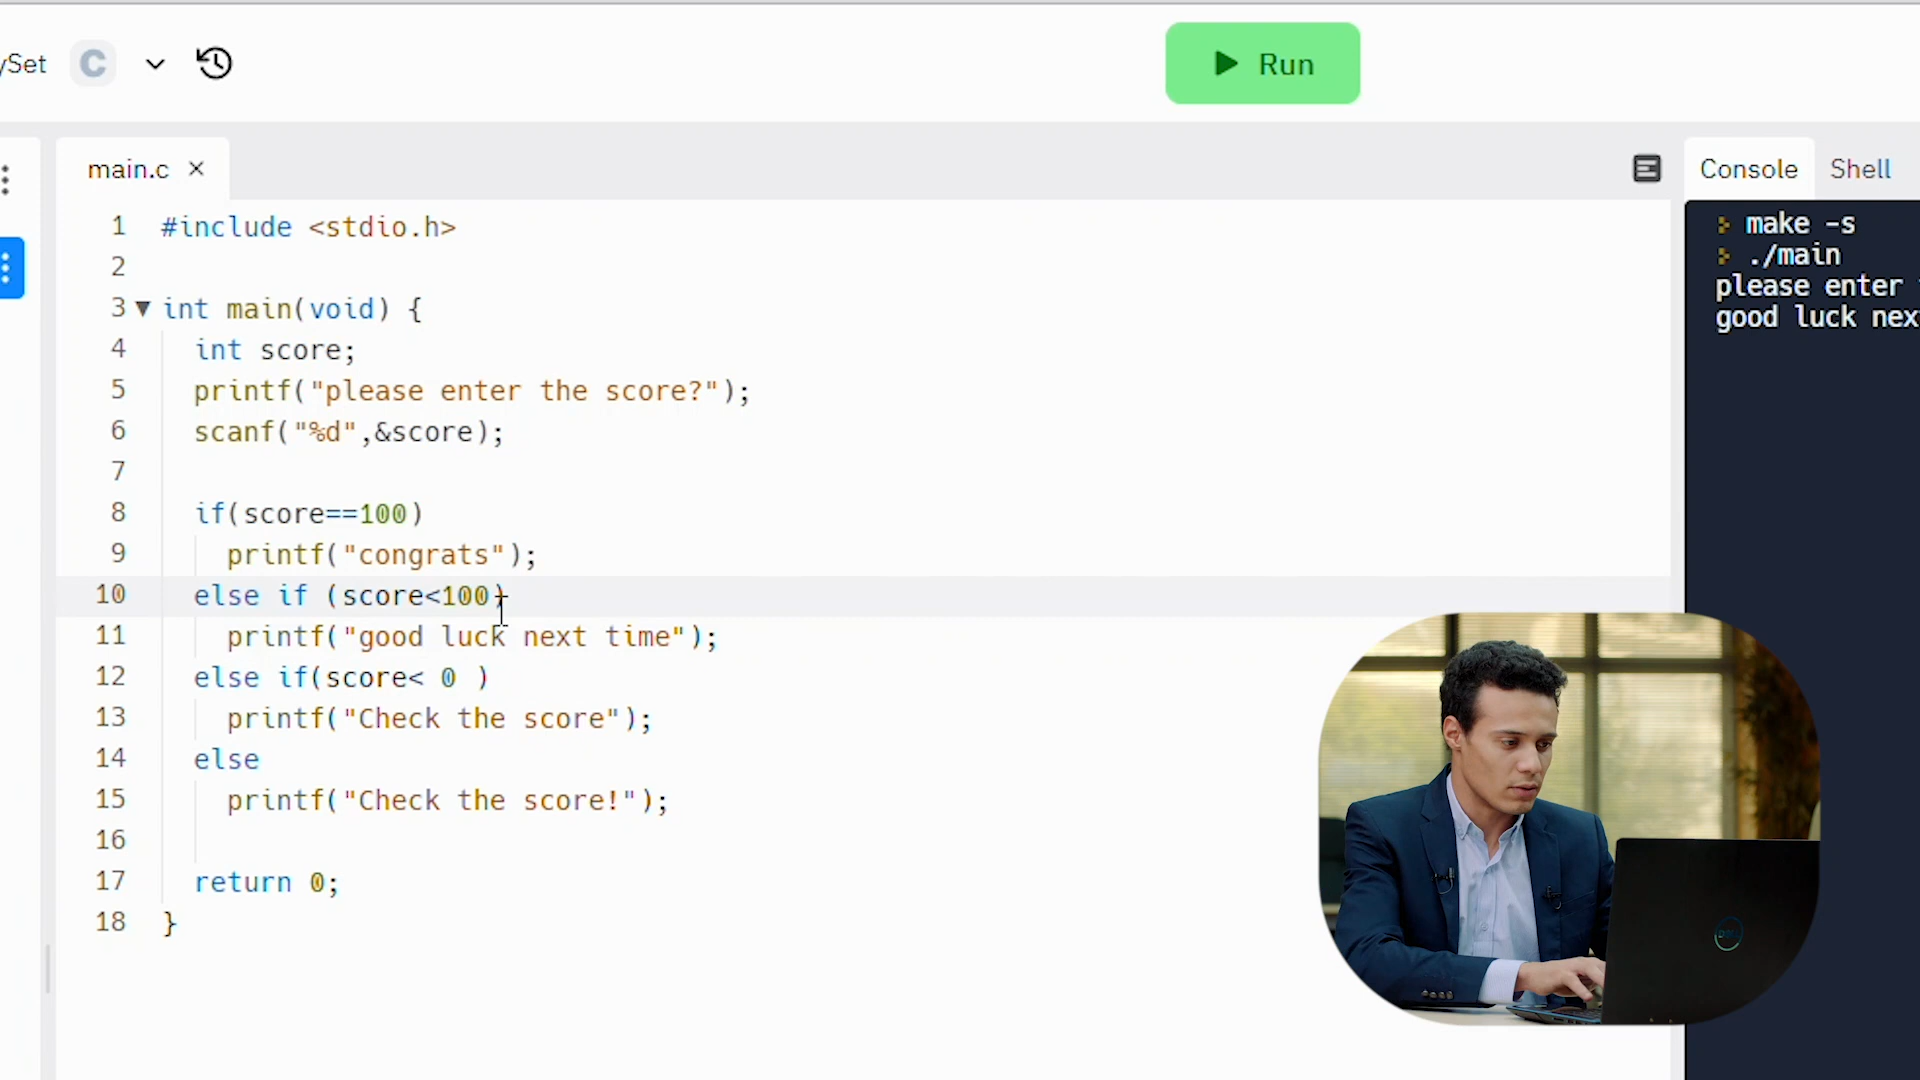 ySet C
Run
main.c ×
Console Shell
1 #include <stdio.h>
2
3 int main(void) {
4 int score;
5 printf("please enter the score?");
6 scanf("%d",&score);
7
8 if(score==100)
9 printf("congrats");
10 else if (score<100)
11 printf("good luck next time");
12 else if(score< 0 )
13 printf("Check the score");
14 else
15 printf("Check the score!");
16
17 return 0;
18 }
make -s
./main
please enter
good luck nex
DELL